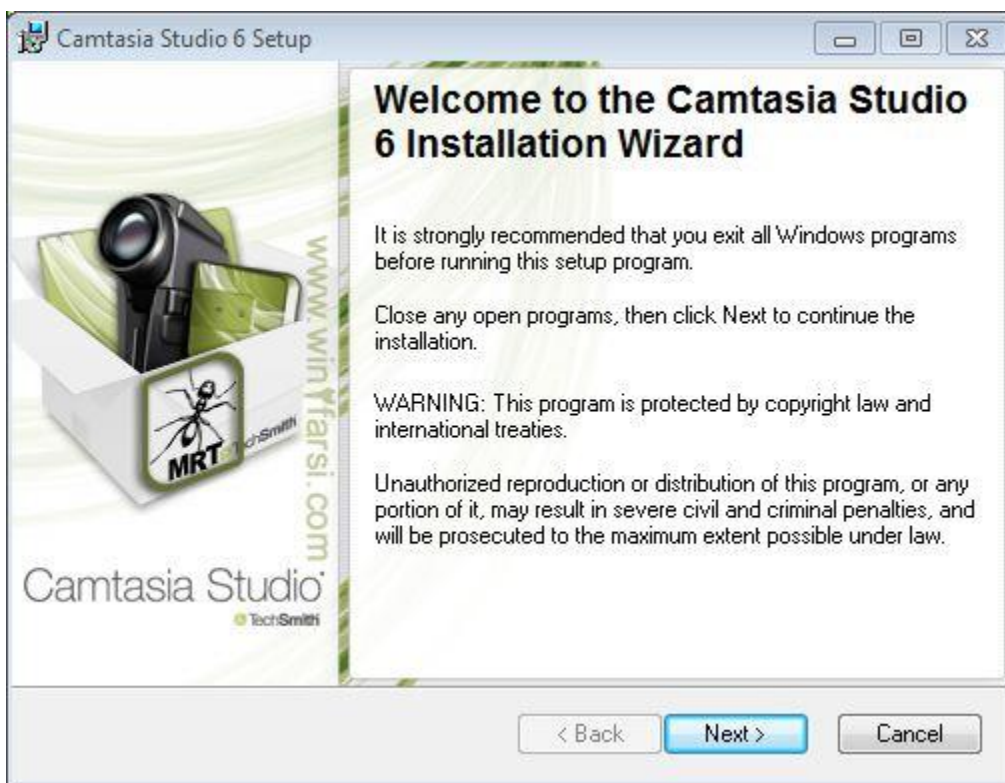 Camtasia Studio 6 Setup
Welcome to the Camtasia Studio
6 Installation Wizard
It is strongly recommended that you exit all Windows programs
before running this setup program.
Close any open programs, then click Next to continue the
installation.
WARNING: This program is protected by copyright law and
international treaties.
Unauthorized reproduction or distribution of this program, or any
portion of it, may result in severe civil and criminal penalties, and
will be prosecuted to the maximum extent possible under law.
www.win۷farsi.com
MRT
TechSmith
Camtasia Studio
TechSmith
< Back
Next >
Cancel